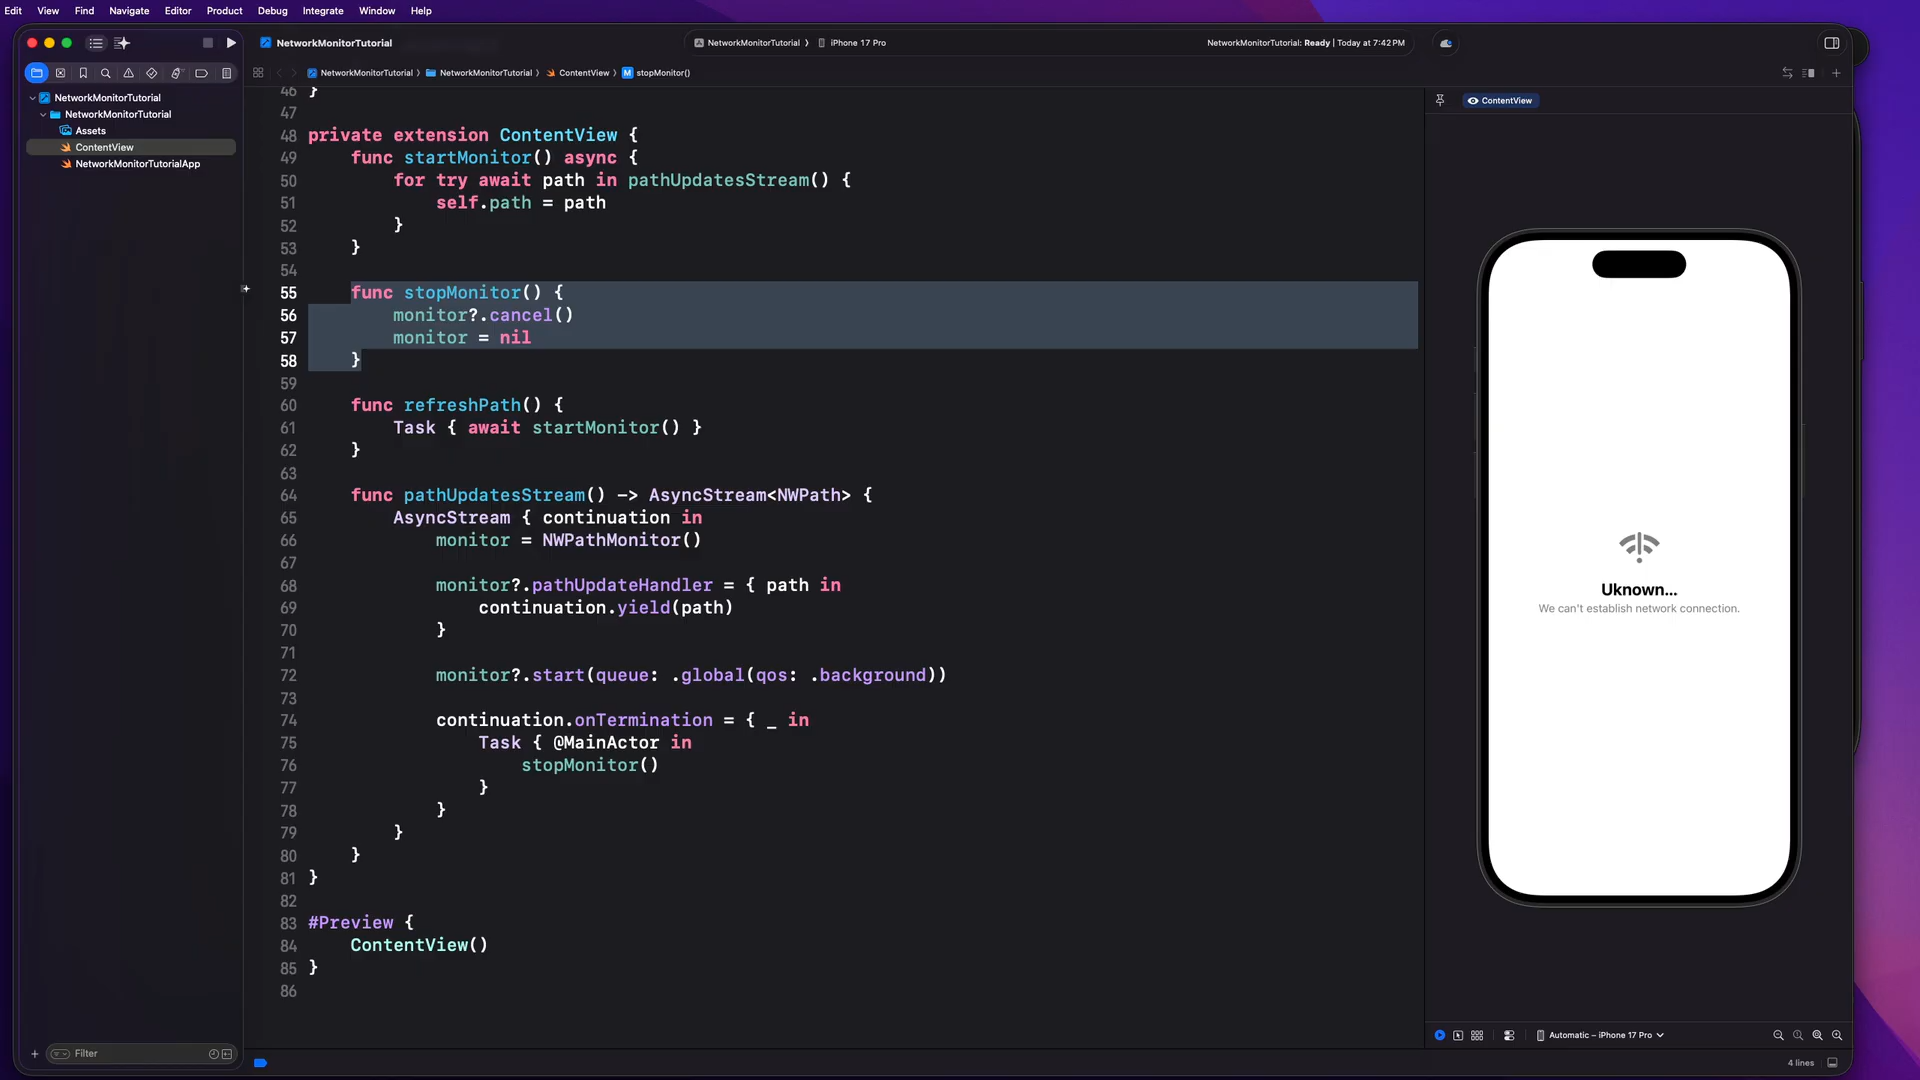 Edit View Find Navigate Editor Product Debug Integrate Window Help
NetworkMonitorTutorial
NetworkMonitorTutorial iPhone 17 Pro
NetworkMonitorTutorial: Ready | Today at 7:42 PM
NetworkMonitorTutorial NetworkMonitorTutorial ContentView M stopMonitor()
NetworkMonitorTutorial
NetworkMonitorTutorial
Assets
ContentView
NetworkMonitorTutorialApp
Filter
46 }
47
48 private extension ContentView {
49 func startMonitor() async {
50 for try await path in pathUpdatesStream() {
51 self.path = path
52 }
53 }
54
55 func stopMonitor() {
56 monitor?.cancel()
57 monitor = nil
58 }
59
60 func refreshPath() {
61 Task { await startMonitor() }
62 }
63
64 func pathUpdatesStream() -> AsyncStream<NWPath> {
65 AsyncStream { continuation in
66 monitor = NWPathMonitor()
67
68 monitor?.pathUpdateHandler = { path in
69 continuation.yield(path)
70 }
71
72 monitor?.start(queue: .global(qos: .background))
73
74 continuation.onTermination = { _ in
75 Task { @MainActor in
76 stopMonitor()
77 }
78 }
79 }
80 }
81 }
82
83 #Preview {
84 ContentView()
85 }
86
ContentView
Uknown...
We can't establish network connection.
Automatic – iPhone 17 Pro
4 lines